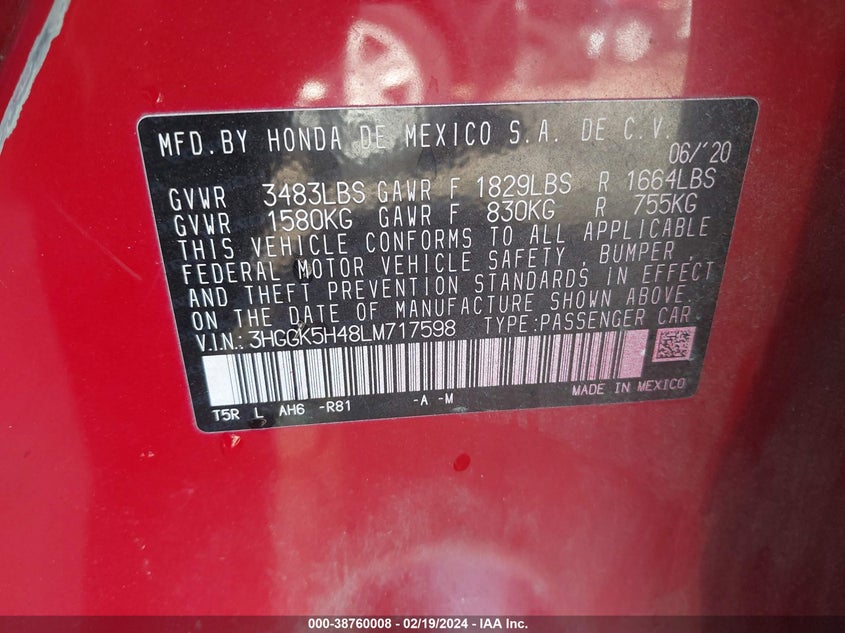 MFD.BY HONDA DE MEXICO S.A. DE C.V.
06/'20
GVWR 3483LBS GAWR F 1829LBS R 1664LBS
GVWR 1580KG GAWR F 830KG R 755KG
THIS VEHICLE CONFORMS TO ALL APPLICABLE
FEDERAL MOTOR VEHICLE SAFETY, BUMPER,
AND THEFT PREVENTION STANDARDS IN EFFECT
ON THE DATE OF MANUFACTURE SHOWN ABOVE.
V.I.N.: 3HGGK5H48LM717598 TYPE:PASSENGER CAR
T5R L AH6 -R81 -A -M MADE IN MEXICO
000-38760008 - 02/19/2024 - IAA Inc.